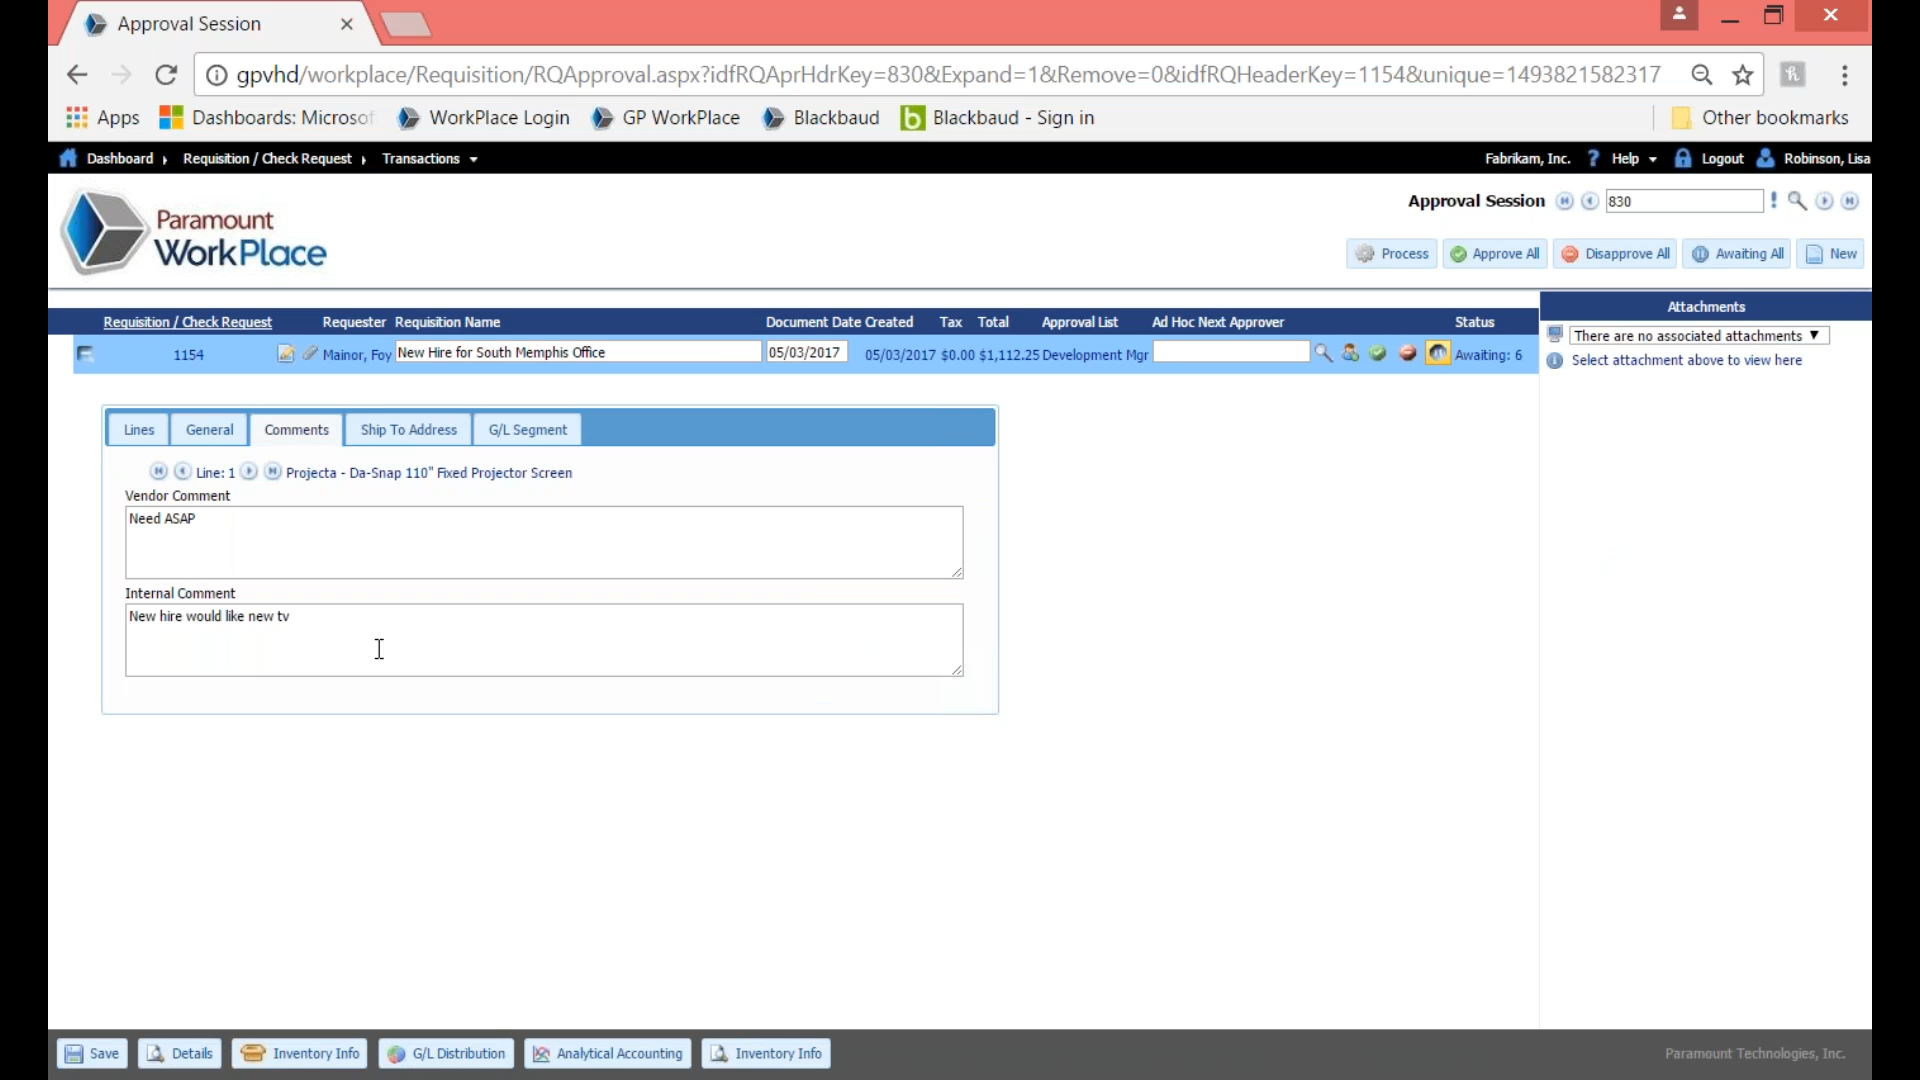 Approval Session
gpvhd/workplace/Requisition/RQApproval.aspx?idfRQAprHdrKey=830&Expand=1&Remove=0&idfRQHeaderKey=1154&unique=1493821582317
Apps Dashboards: Microsof WorkPlace Login GP WorkPlace Blackbaud Blackbaud - Sign in Other bookmarks
Dashboard Requisition / Check Request Transactions Fabrikam, Inc. ? Help Logout Robinson, Lisa
Paramount
WorkPlace
Approval Session 830
Process Approve All Disapprove All Awaiting All New
Requisition / Check Request Requester Requisition Name Document Date Created Tax Total Approval List Ad Hoc Next Approver Status
1154 Mainor, Foy New Hire for South Memphis Office 05/03/2017 05/03/2017 $0.00 $1,112.25 Development Mgr Awaiting: 6
Attachments
There are no associated attachments
Select attachment above to view here
Lines General Comments Ship To Address G/L Segment
Line: 1 Projecta - Da-Snap 110" Fixed Projector Screen
Vendor Comment
Need ASAP
Internal Comment
New hire would like new tv
Save Details Inventory Info G/L Distribution Analytical Accounting Inventory Info Paramount Technologies, Inc.